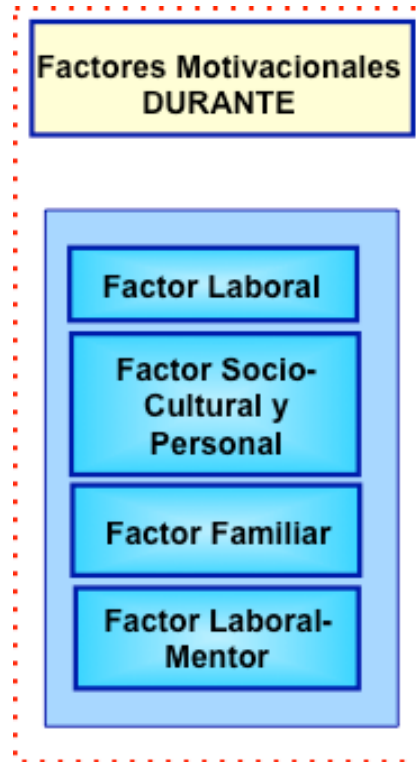 Factores Motivacionales
DURANTE
Factor Laboral
Factor Socio-
Cultural y
Personal
Factor Familiar
Factor Laboral-
Mentor